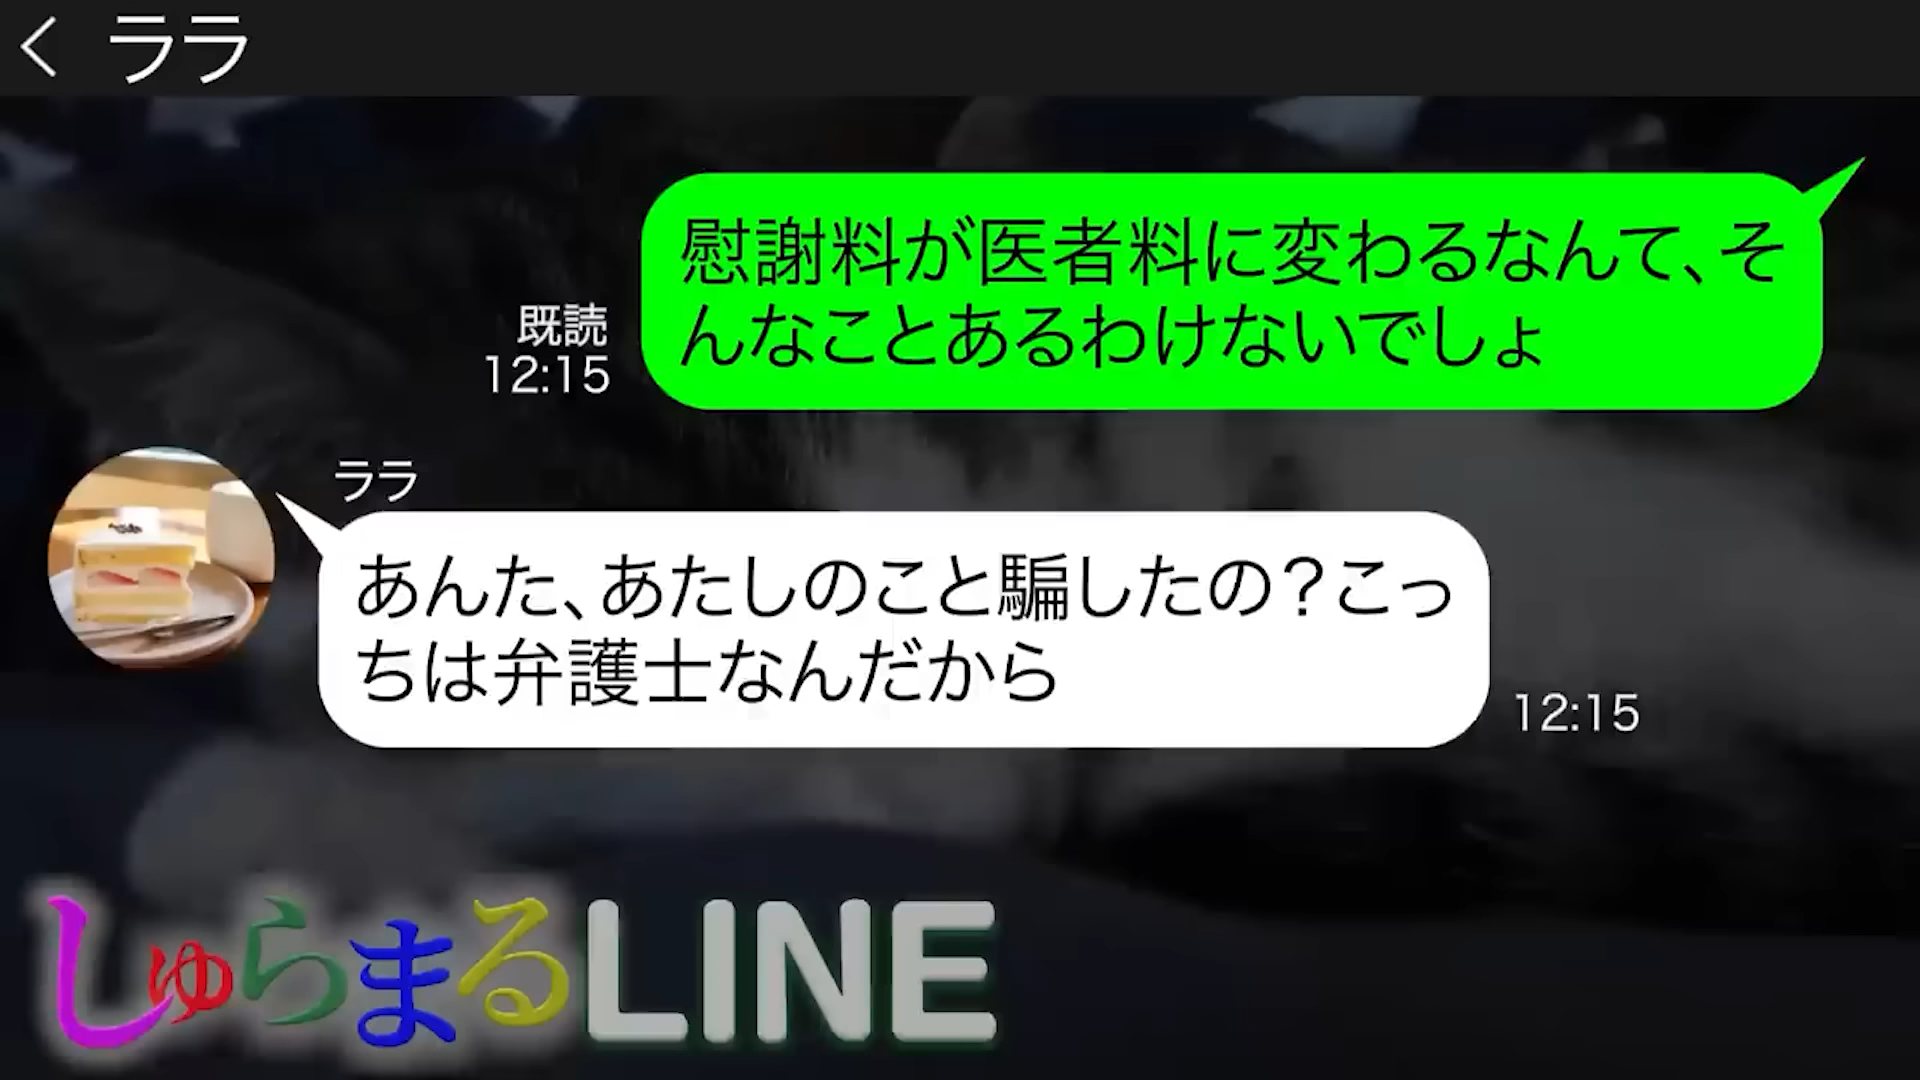 ララ
慰謝料が医者料に変わるなんて、そ
んなことあるわけないでしょ
既読
12:15
ララ
あんた、あたしのこと騙したの？こっ
ちは弁護士なんだから
12:15
しゅらまるLINE